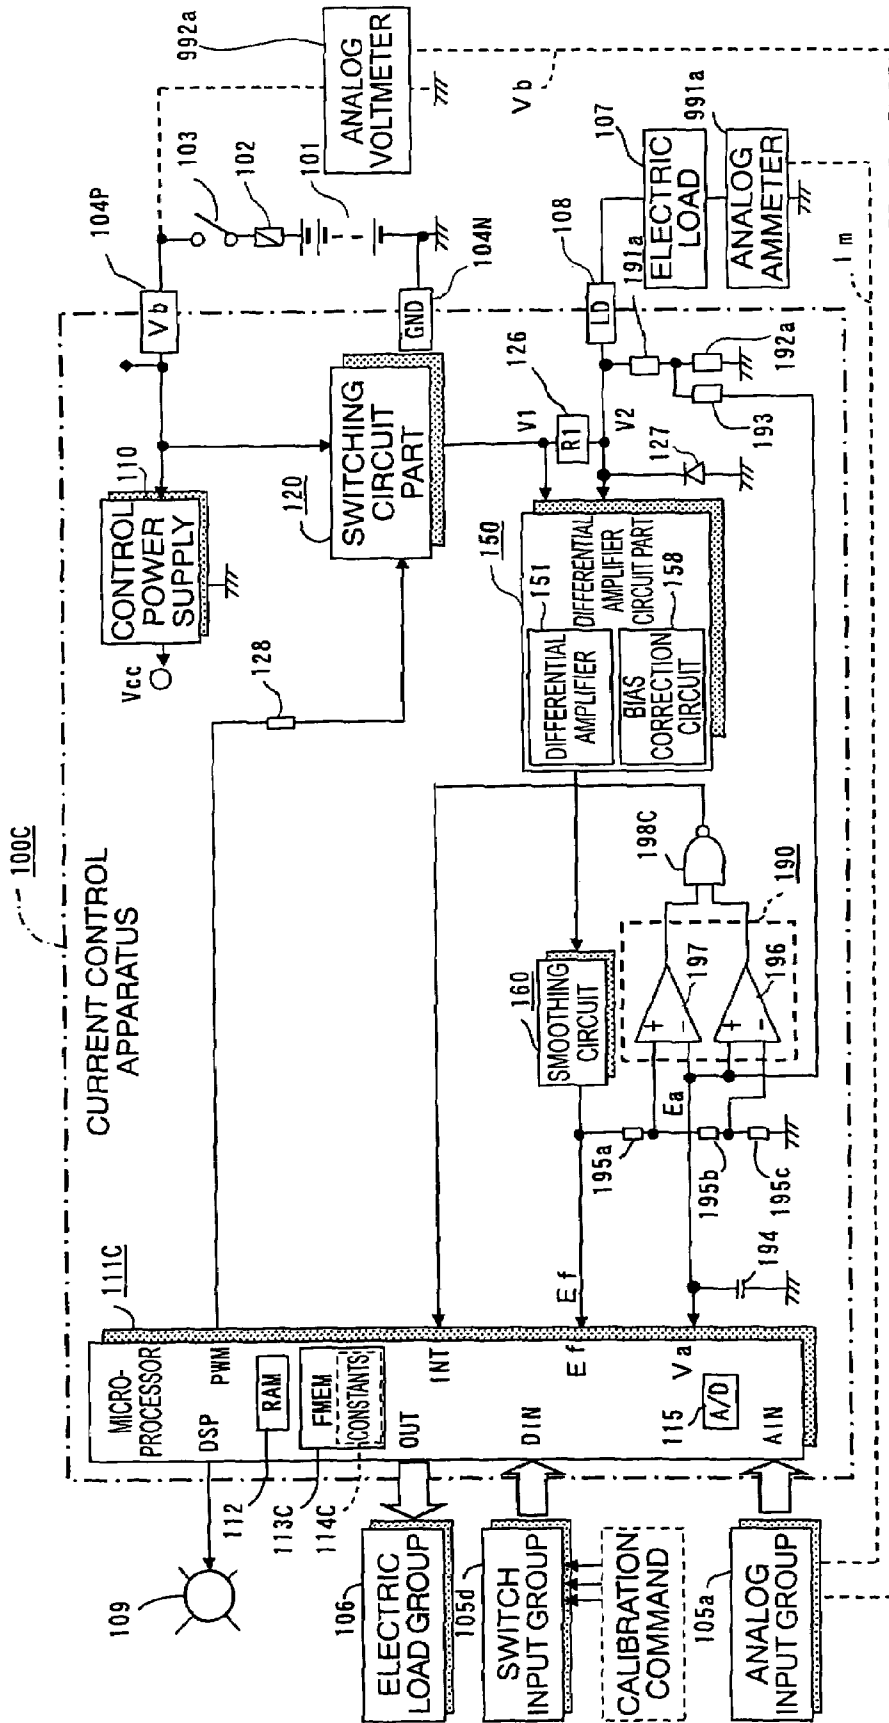 100C
CURRENT CONTROL
APPARATUS
109
111C
MICRO-
PROCESSOR
DSP
PWM
112
RAM
113C
FMEM
114C
CONSTANTS
OUT
INT
106
ELECTRIC
LOAD GROUP
105d
SWITCH
INPUT GROUP
DIN
CALIBRATION
COMMAND
105a
ANALOG
INPUT GROUP
AIN
115
A/D
Ef
Va
Ef
Ea
194
195a
195b
195c
160
SMOOTHING
CIRCUIT
+
-
197
+
-
196
190
198C
128
Vcc
CONTROL
POWER
SUPPLY
110
120
SWITCHING
CIRCUIT
PART
150
151
DIFFERENTIAL
AMPLIFIER
DIFFERENTIAL
AMPLIFIER
CIRCUIT PART
158
BIAS
CORRECTION
CIRCUIT
V1
126
R1
V2
127
193
192a
191a
104P
Vb
103
102
101
104N
GND
108
LD
107
ELECTRIC
LOAD
991a
ANALOG
AMMETER
Im
992a
ANALOG
VOLTMETER
Vb